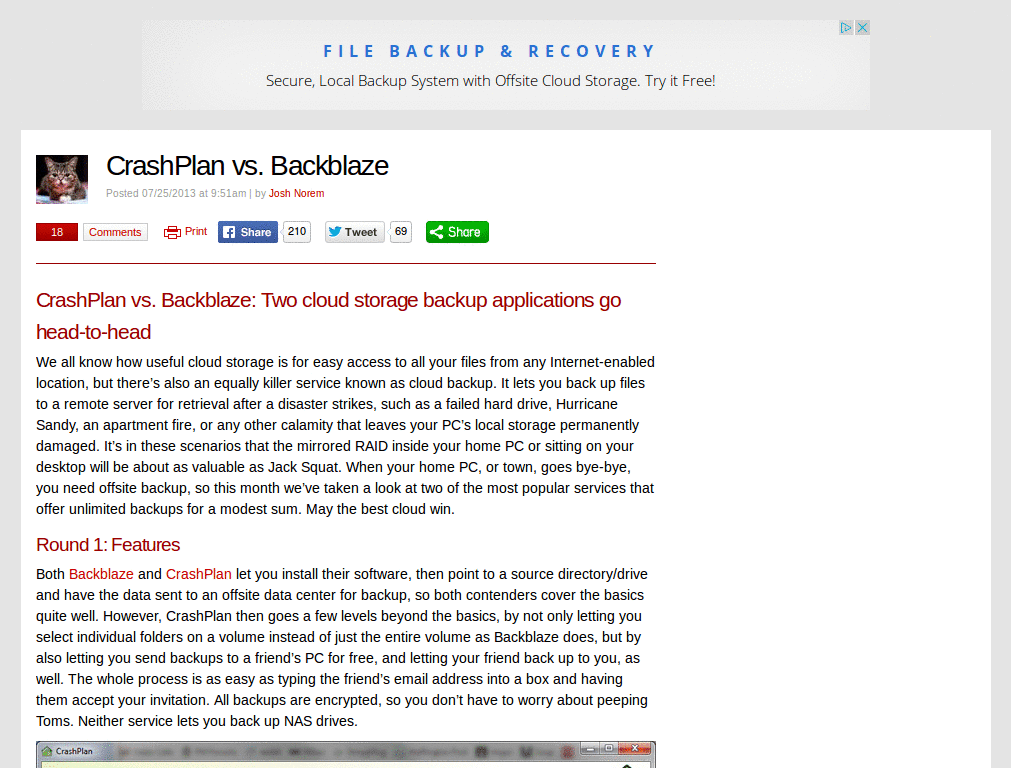 FILE BACKUP & RECOVERY
Secure, Local Backup System with Offsite Cloud Storage. Try it Free!
CrashPlan vs. Backblaze
Posted 07/25/2013 at 9:51am | by Josh Norem
18 Comments Print Share 210 Tweet 69 Share
CrashPlan vs. Backblaze: Two cloud storage backup applications go
head-to-head
We all know how useful cloud storage is for easy access to all your files from any Internet-enabled
location, but there’s also an equally killer service known as cloud backup. It lets you back up files
to a remote server for retrieval after a disaster strikes, such as a failed hard drive, Hurricane
Sandy, an apartment fire, or any other calamity that leaves your PC’s local storage permanently
damaged. It’s in these scenarios that the mirrored RAID inside your home PC or sitting on your
desktop will be about as valuable as Jack Squat. When your home PC, or town, goes bye-bye,
you need offsite backup, so this month we’ve taken a look at two of the most popular services that
offer unlimited backups for a modest sum. May the best cloud win.
Round 1: Features
Both Backblaze and CrashPlan let you install their software, then point to a source directory/drive
and have the data sent to an offsite data center for backup, so both contenders cover the basics
quite well. However, CrashPlan then goes a few levels beyond the basics, by not only letting you
select individual folders on a volume instead of just the entire volume as Backblaze does, but by
also letting you send backups to a friend’s PC for free, and letting your friend back up to you, as
well. The whole process is as easy as typing the friend’s email address into a box and having
them accept your invitation. All backups are encrypted, so you don’t have to worry about peeping
Toms. Neither service lets you back up NAS drives.
CrashPlan